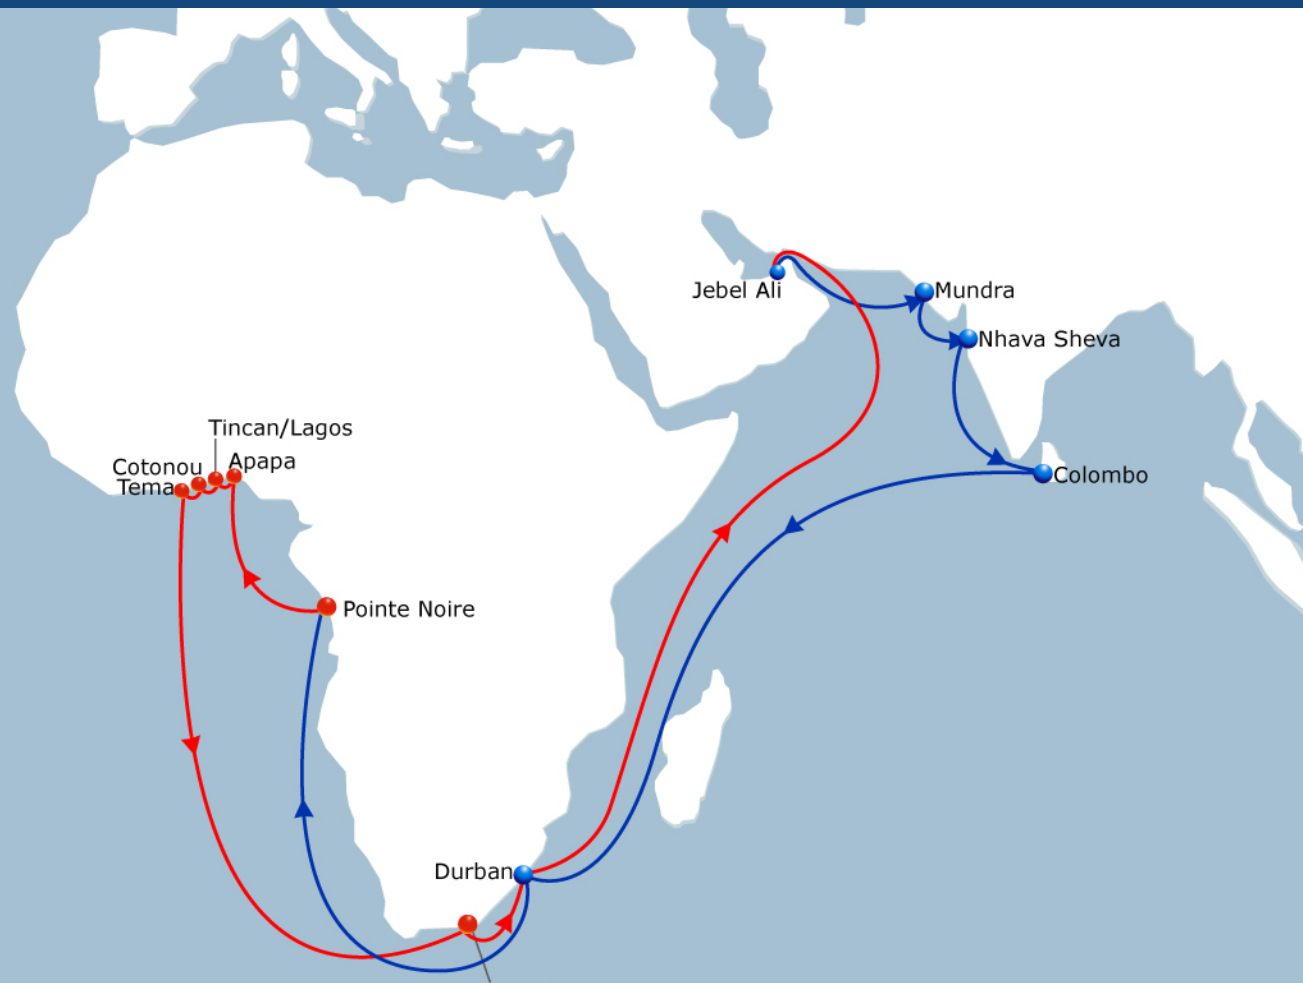 Jebel Ali
Mundra
Nhava Sheva
Tincan/Lagos
Apapa
Cotonou
Tema
Colombo
Pointe Noire
Durban